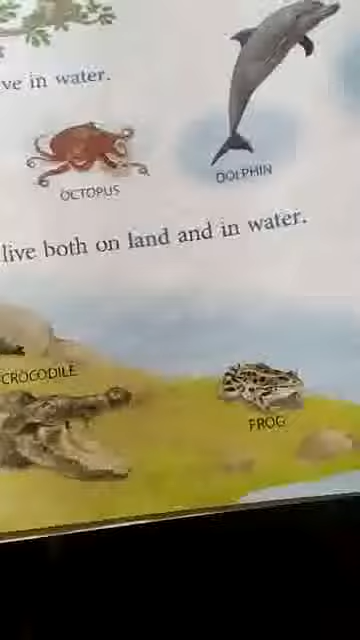 ve in water.
OCTOPUS
DOLPHIN
live both on land and in water.
CROCODILE
FROG